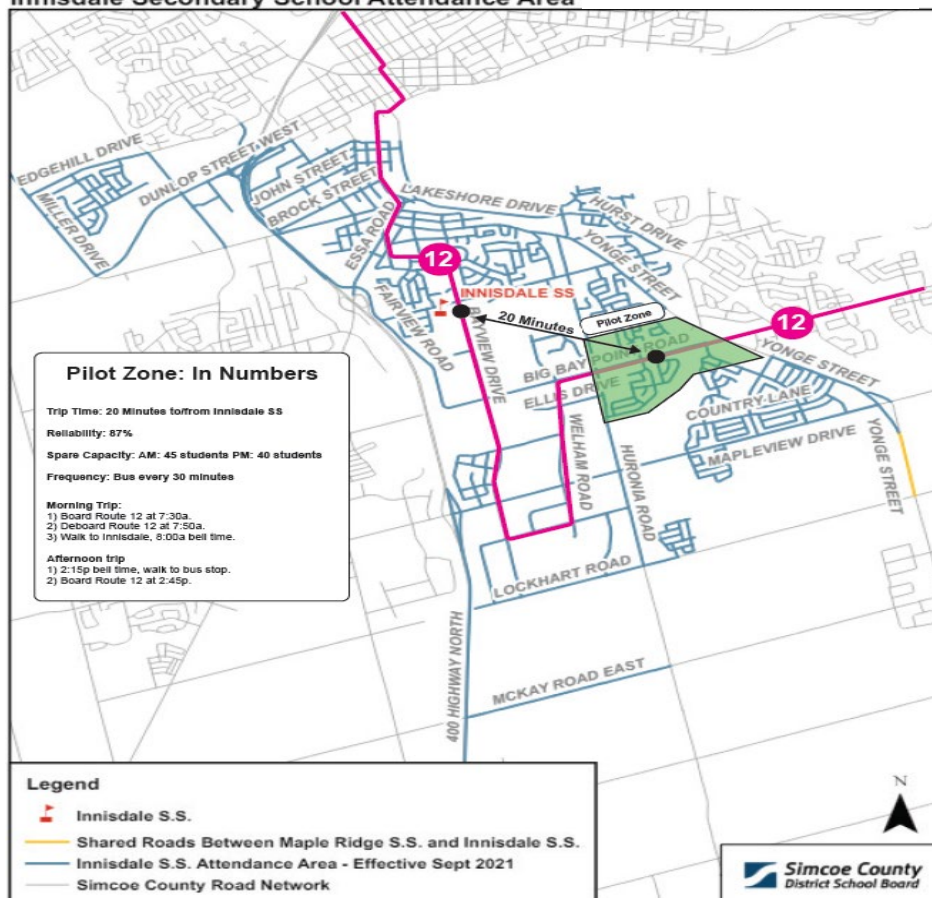 Innisdale Secondary School Attendance Area
EDGEHILL DRIVE
DUNLOP STREET WEST
MILLER DRIVE
JOHN STREET
BROCK STREET
ESSA ROAD
LAKESHORE DRIVE
HURST DRIVE
YONGE STREET
12
INNISDALE SS
FAIRVIEW ROAD
BAYVIEW DRIVE
20 Minutes
Pilot Zone
12
BIG BAY POINT ROAD
ELLIS DRIVE
YONGE STREET
COUNTRY LANE
MAPLEVIEW DRIVE
YONGE STREET
WELHAM ROAD
HURONIA ROAD
LOCKHART ROAD
MCKAY ROAD EAST
400 HIGHWAY NORTH
Pilot Zone: In Numbers
Trip Time: 20 Minutes to/from Innisdale SS
Reliability: 87%
Spare Capacity: AM: 45 students PM: 40 students
Frequency: Bus every 30 minutes
Morning Trip:
1) Board Route 12 at 7:30a.
2) Deboard Route 12 at 7:50a.
3) Walk to Innisdale, 8:00a bell time.
Afternoon trip
1) 2:15p bell time, walk to bus stop.
2) Board Route 12 at 2:45p.
Legend
Innisdale S.S.
Shared Roads Between Maple Ridge S.S. and Innisdale S.S.
Innisdale S.S. Attendance Area - Effective Sept 2021
Simcoe County Road Network
N
Simcoe County
District School Board